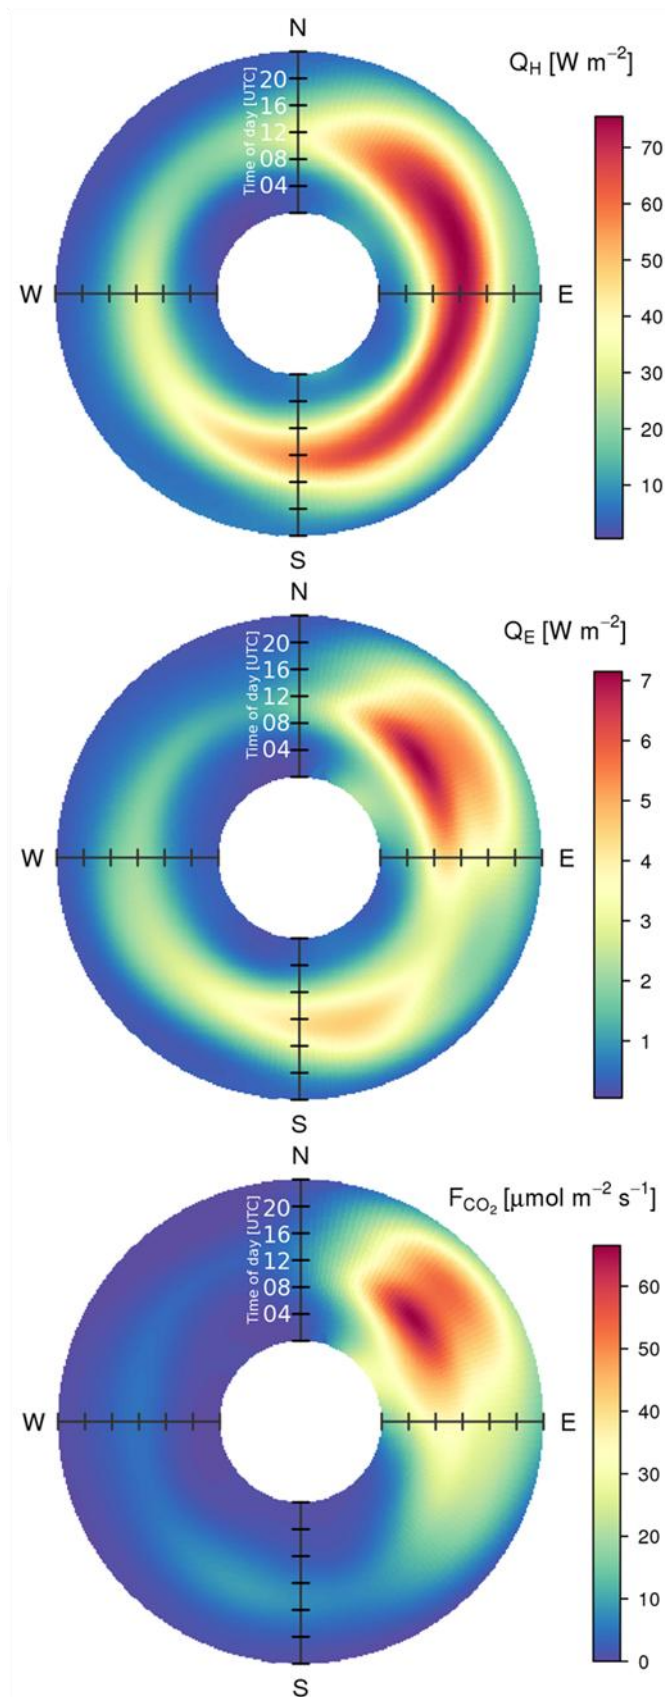 N
Q_H [W m⁻²]
Time of day [UTC]
20
16
12
08
04
70
60
50
40
30
20
10
W
E
S
N
Q_E [W m⁻²]
Time of day [UTC]
20
16
12
08
04
7
6
5
4
3
2
1
W
E
S
N
F_CO₂ [μmol m⁻² s⁻¹]
Time of day [UTC]
20
16
12
08
04
60
50
40
30
20
10
0
W
E
S